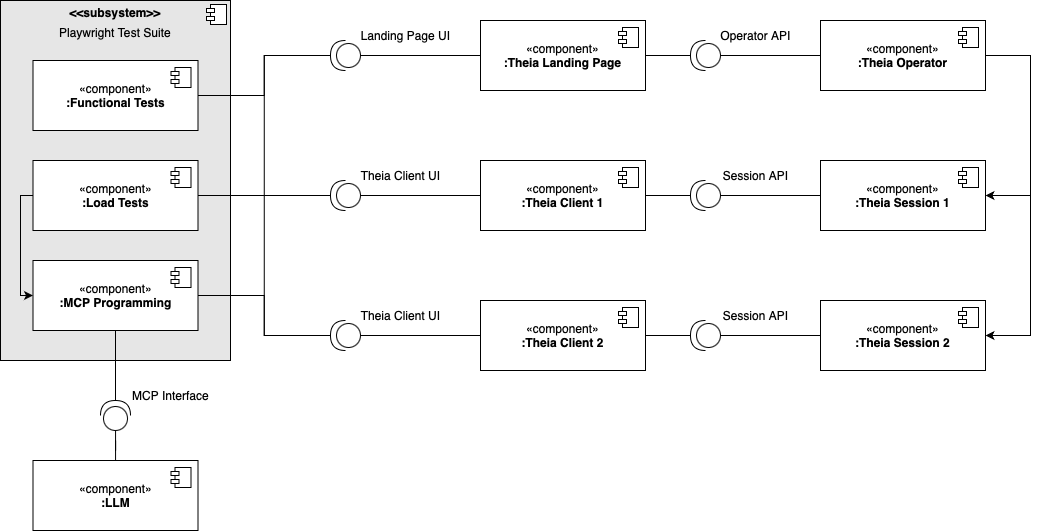 <<subsystem>>
Playwright Test Suite
«component»
:Functional Tests
«component»
:Load Tests
«component»
:MCP Programming
MCP Interface
«component»
:LLM
Landing Page UI
«component»
:Theia Landing Page
Operator API
«component»
:Theia Operator
Theia Client UI
«component»
:Theia Client 1
Session API
«component»
:Theia Session 1
Theia Client UI
«component»
:Theia Client 2
Session API
«component»
:Theia Session 2